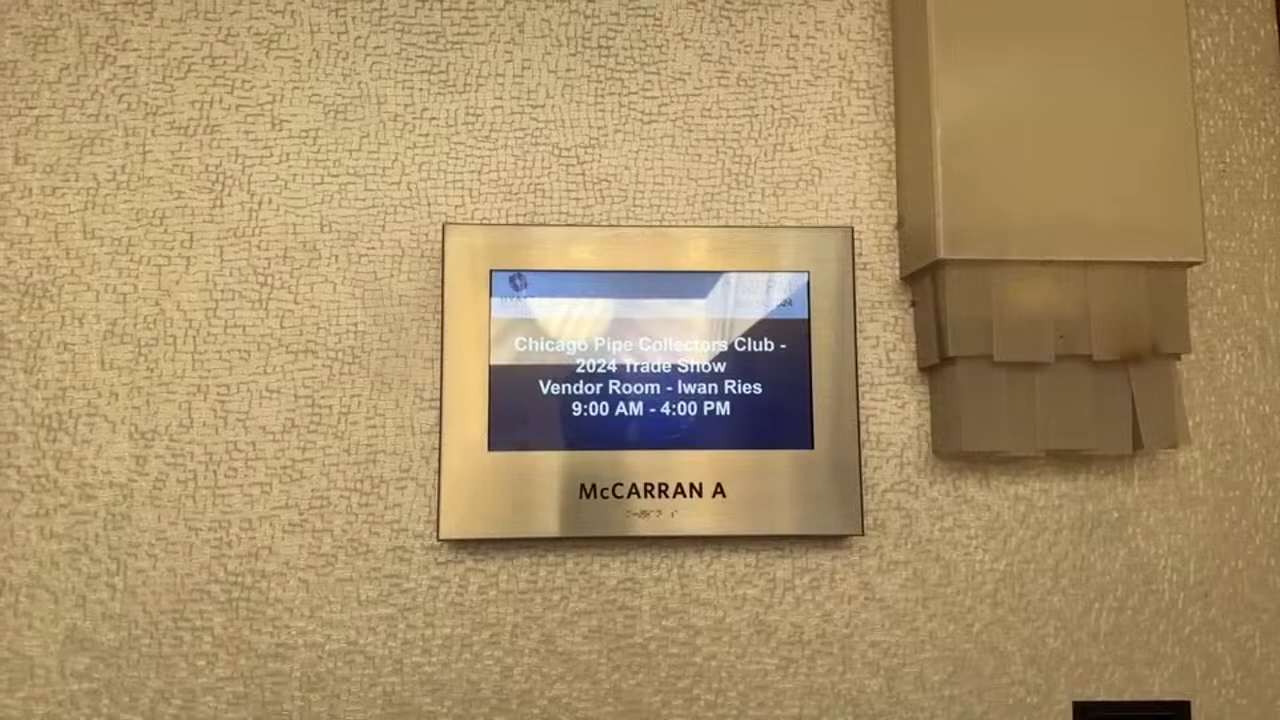 Chicago Pipe Collectors Club -
2024 Trade Show
Vendor Room - Iwan Ries
9:00 AM - 4:00 PM
McCARRAN A